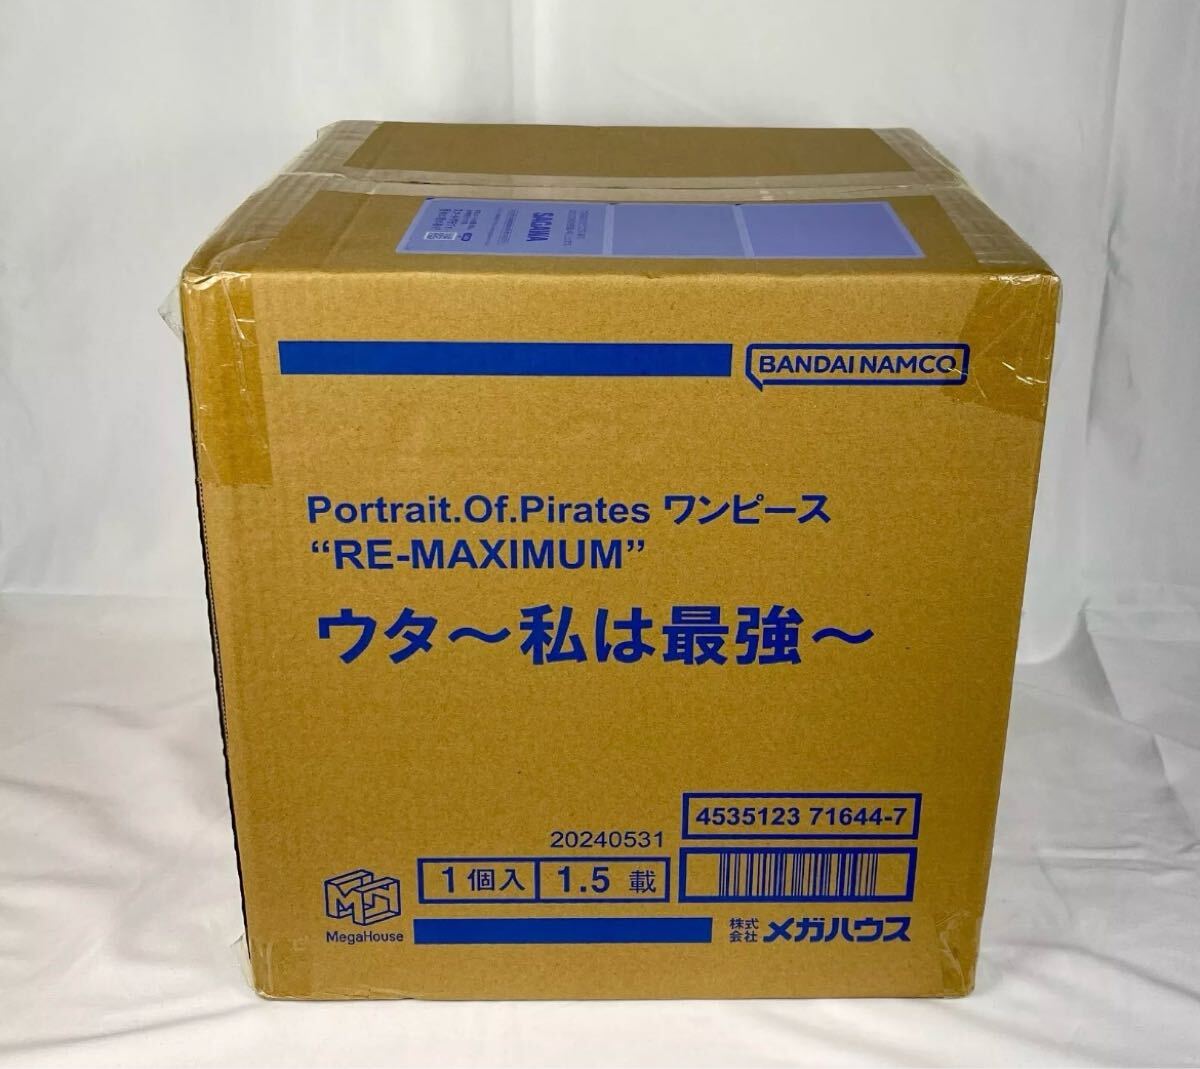 SAGAWA
BANDAI NAMCO
Portrait.Of.Pirates ワンピース
“RE-MAXIMUM”
ウタ〜私は最強〜
4535123 71644-7
20240531
1個入 1.5 載
MegaHouse
株式会社 メガハウス